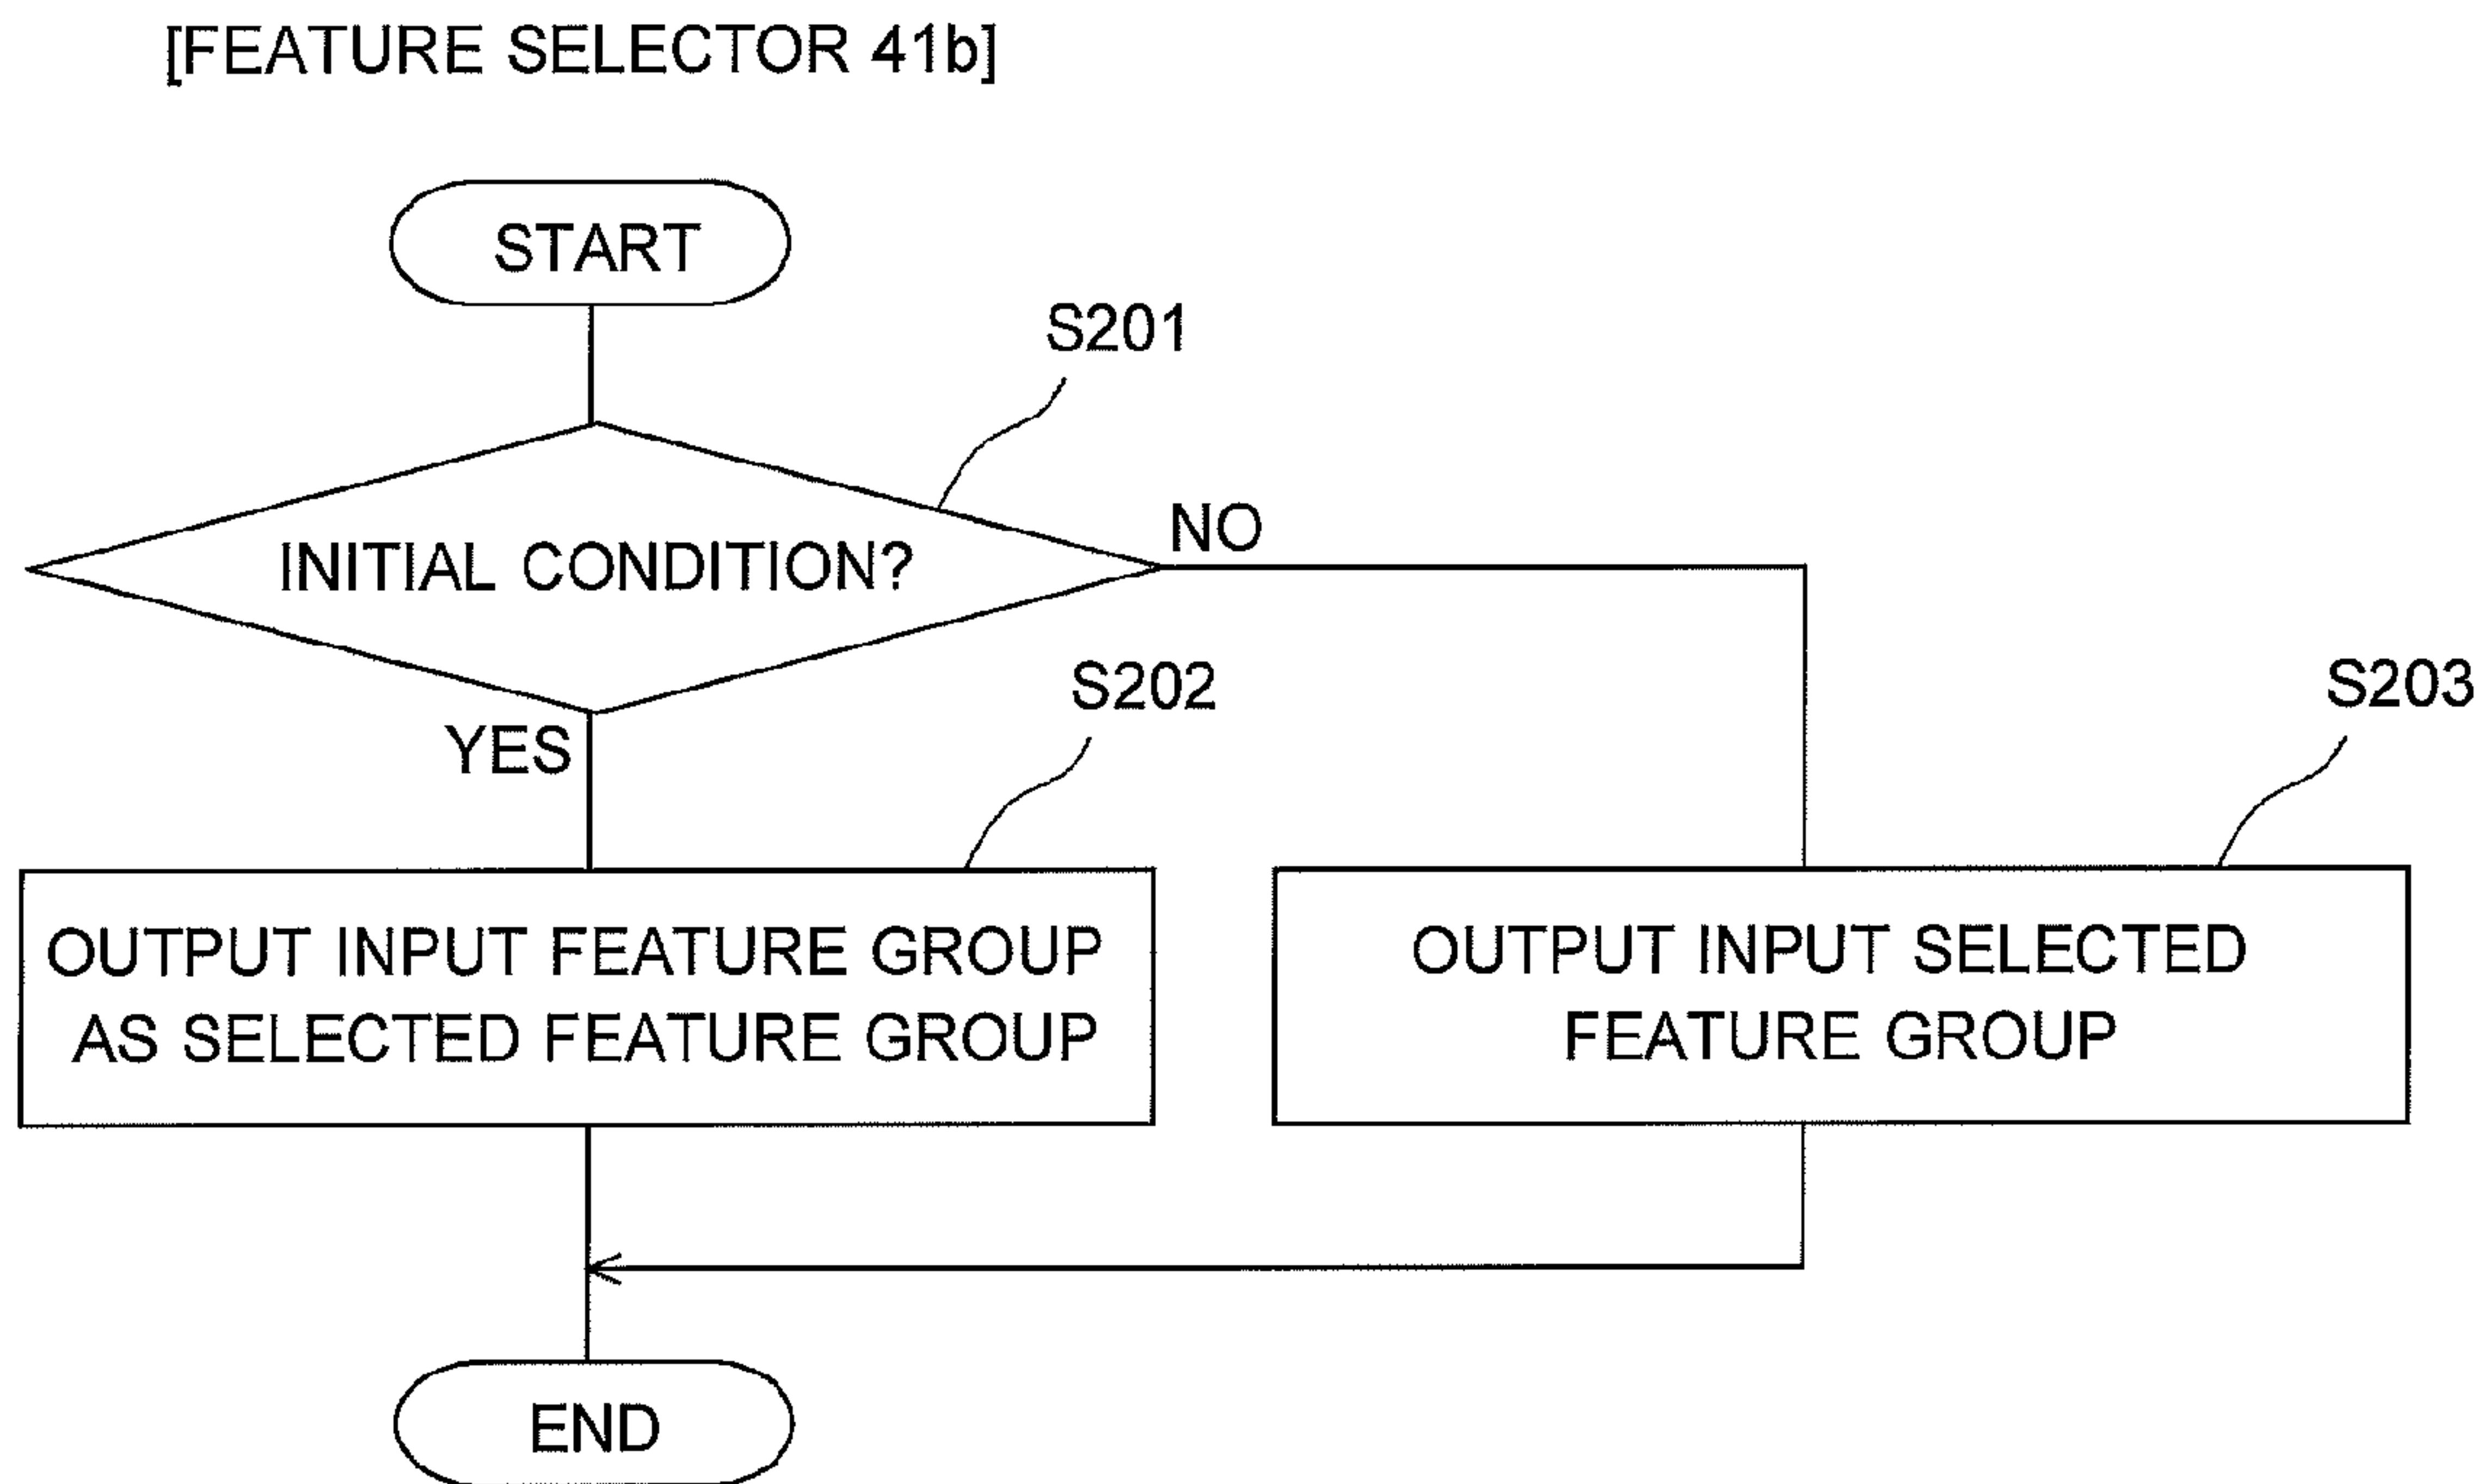 [FEATURE SELECTOR 41b]
START
S201
INITIAL CONDITION?
NO
YES
S202
S203
OUTPUT INPUT FEATURE GROUP
AS SELECTED FEATURE GROUP
OUTPUT INPUT SELECTED
FEATURE GROUP
END